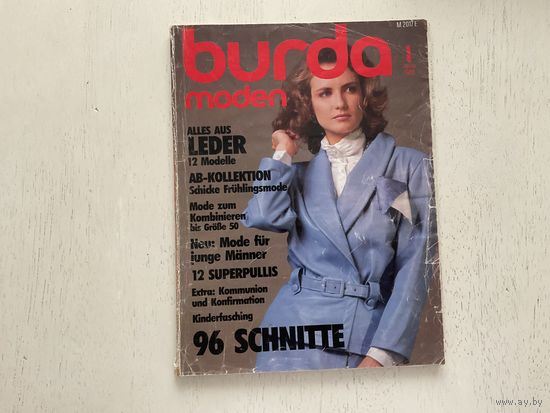 M 2017 E
burda
moden
ALLES AUS
LEDER
12 Modelle
AB-KOLLEKTION
Schicke Frühlingsmode
Mode zum
Kombinieren
bis Größe 50
Neu: Mode für
junge Männer
12 SUPERPULLIS
Extra: Kommunion
und Konfirmation
Kinderfasching
96 SCHNITTE
www.ay.by